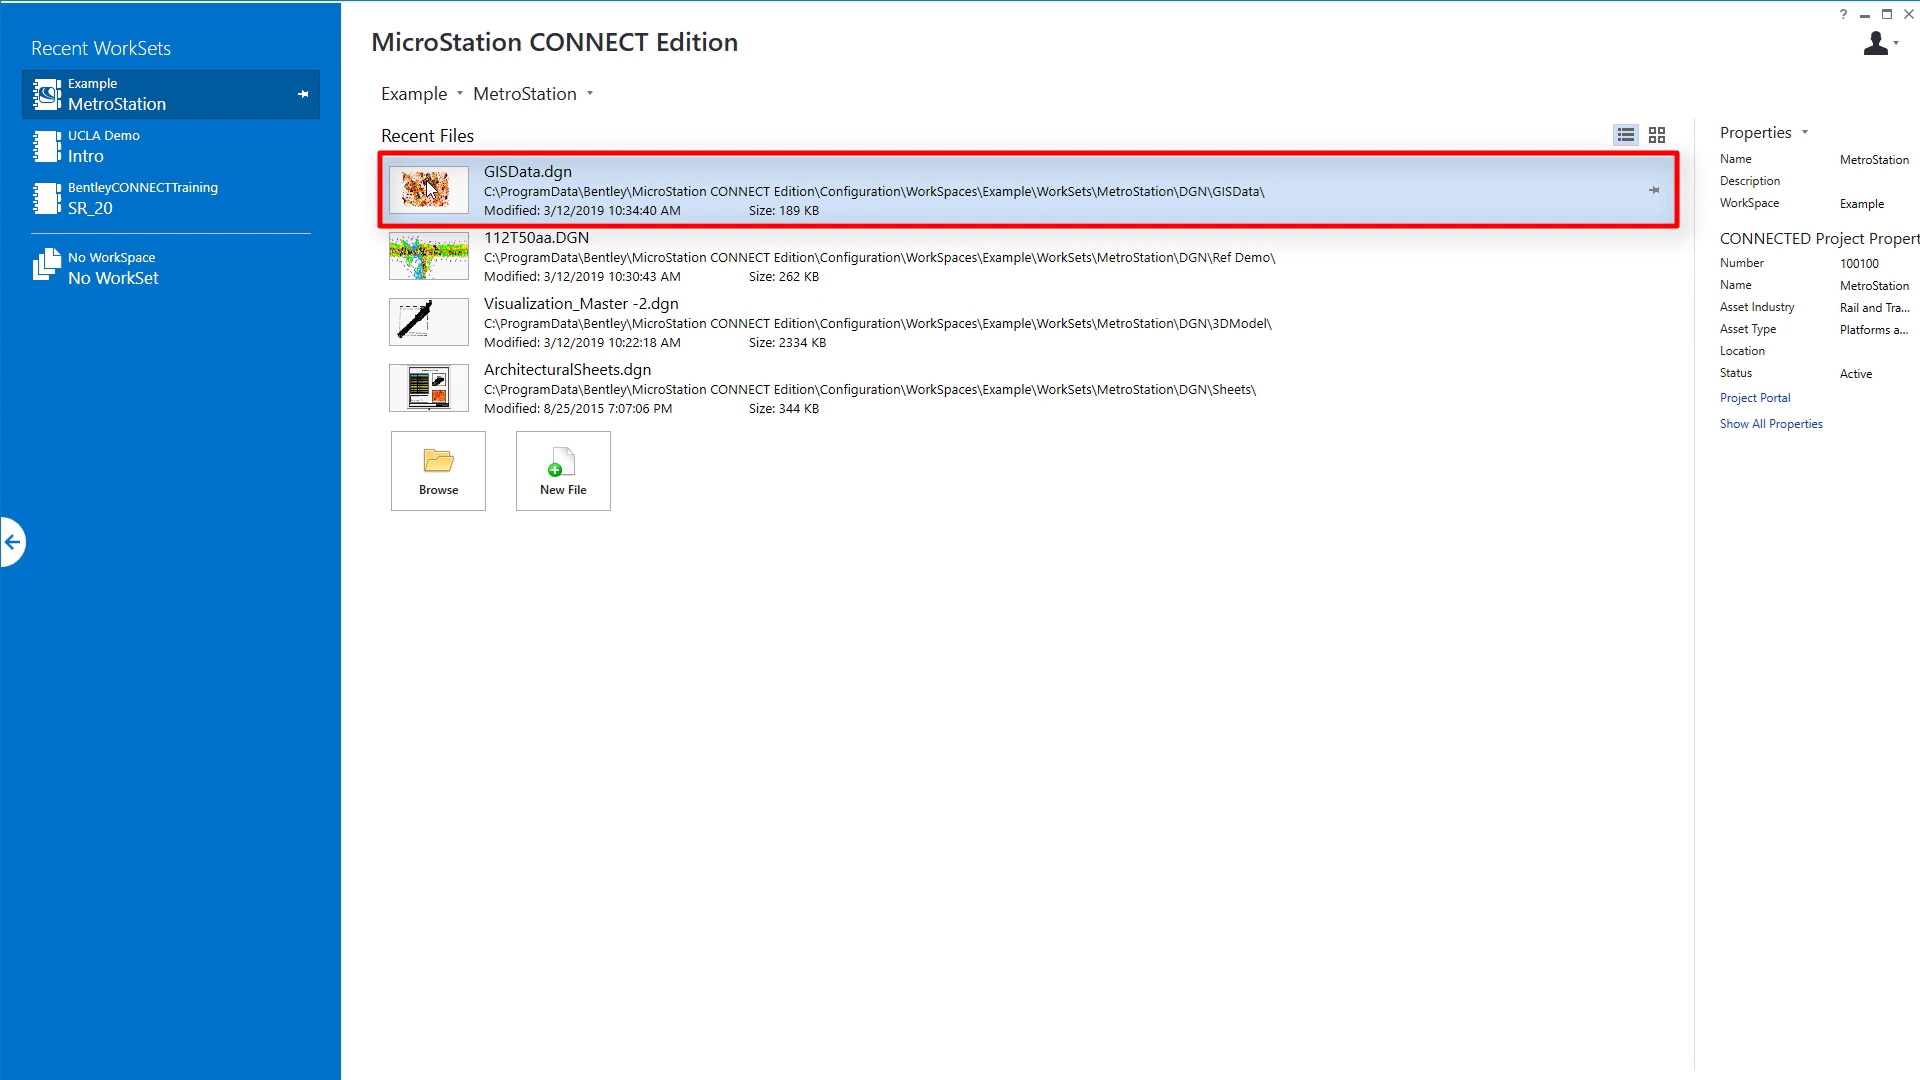 ?
Recent WorkSets
Example
MetroStation
UCLA Demo
Intro
BentleyCONNECTTraining
SR_20
No WorkSpace
No WorkSet
MicroStation CONNECT Edition
Example MetroStation
Recent Files
GISData.dgn
C:\ProgramData\Bentley\MicroStation CONNECT Edition\Configuration\WorkSpaces\Example\WorkSets\MetroStation\DGN\GISData\
Modified: 3/12/2019 10:34:40 AM Size: 189 KB
112T50aa.DGN
C:\ProgramData\Bentley\MicroStation CONNECT Edition\Configuration\WorkSpaces\Example\WorkSets\MetroStation\DGN\Ref Demo\
Modified: 3/12/2019 10:30:43 AM Size: 262 KB
Visualization_Master -2.dgn
C:\ProgramData\Bentley\MicroStation CONNECT Edition\Configuration\WorkSpaces\Example\WorkSets\MetroStation\DGN\3DModel\
Modified: 3/12/2019 10:22:18 AM Size: 2334 KB
ArchitecturalSheets.dgn
C:\ProgramData\Bentley\MicroStation CONNECT Edition\Configuration\WorkSpaces\Example\WorkSets\MetroStation\DGN\Sheets\
Modified: 8/25/2015 7:07:06 PM Size: 344 KB
Browse
New File
Properties
Name MetroStation
Description
WorkSpace Example
CONNECTED Project Propert
Number 100100
Name MetroStation
Asset Industry Rail and Tra...
Asset Type Platforms a...
Location
Status Active
Project Portal
Show All Properties